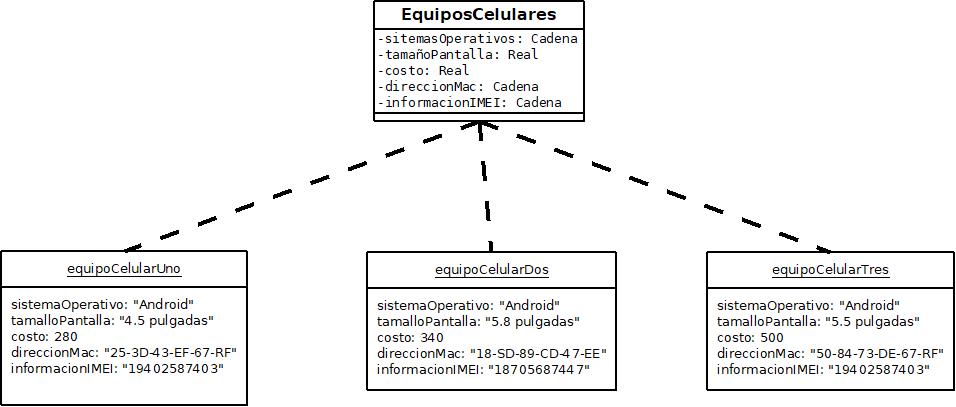 EquiposCelulares
-sitemasOperativos: Cadena
-tamañoPantalla: Real
-costo: Real
-direccionMac: Cadena
-informacionIMEI: Cadena
equipoCelularUno
sistemaOperativo: "Android"
tamalloPantalla: "4.5 pulgadas"
costo: 280
direccionMac: "25-3D-43-EF-67-RF"
informacionIMEI: "19402587403"
equipoCelularDos
sistemaOperativo: "Android"
tamalloPantalla: "5.8 pulgadas"
costo: 340
direccionMac: "18-SD-89-CD-47-EE"
informacionIMEI: "18705687447"
equipoCelularTres
sistemaOperativo: "Android"
tamalloPantalla: "5.5 pulgadas"
costo: 500
direccionMac: "50-84-73-DE-67-RF"
informacionIMEI: "19402587403"